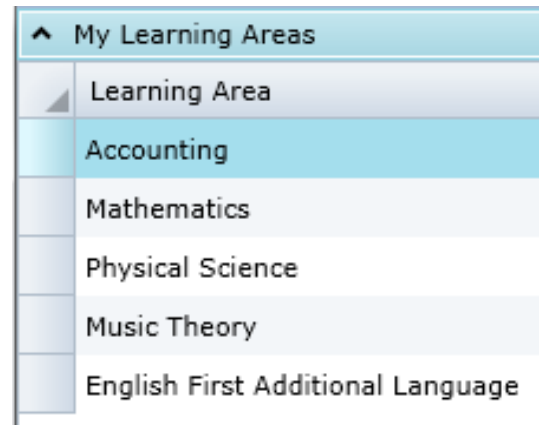 My Learning Areas
Learning Area
Accounting
Mathematics
Physical Science
Music Theory
English First Additional Language